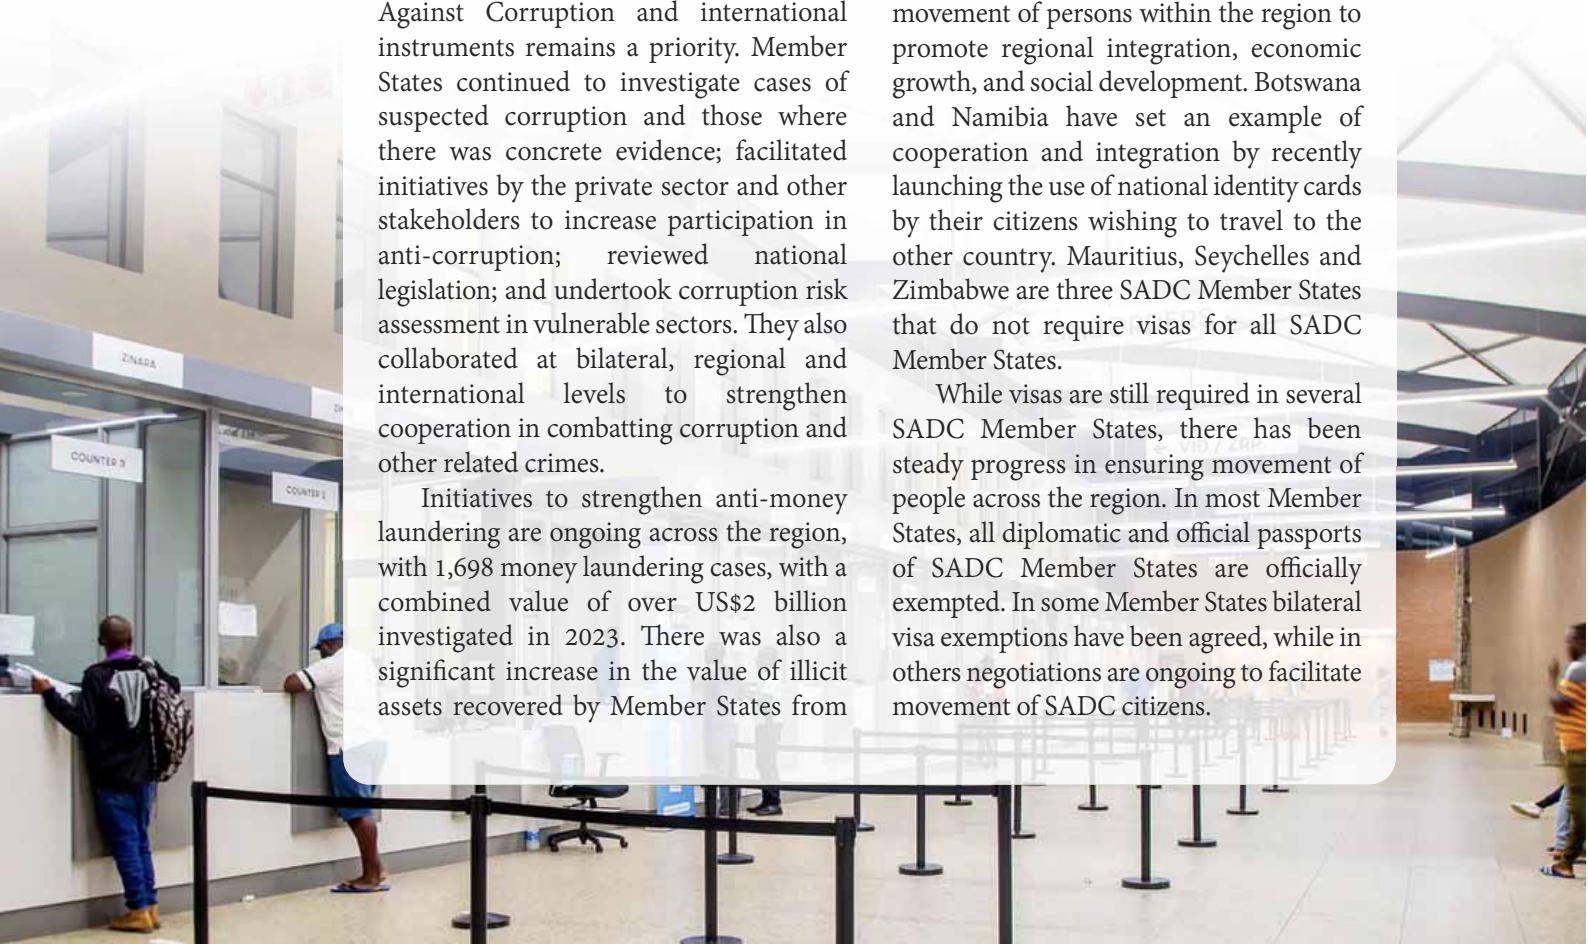 Against Corruption and international
instruments remains a priority. Member
States continued to investigate cases of
suspected corruption and those where
there was concrete evidence; facilitated
initiatives by the private sector and other
stakeholders to increase participation in
anti-corruption; reviewed national
legislation; and undertook corruption risk
assessment in vulnerable sectors. They also
collaborated at bilateral, regional and
international levels to strengthen
cooperation in combatting corruption and
other related crimes.
Initiatives to strengthen anti-money
laundering are ongoing across the region,
with 1,698 money laundering cases, with a
combined value of over US$2 billion
investigated in 2023. There was also a
significant increase in the value of illicit
assets recovered by Member States from
movement of persons within the region to
promote regional integration, economic
growth, and social development. Botswana
and Namibia have set an example of
cooperation and integration by recently
launching the use of national identity cards
by their citizens wishing to travel to the
other country. Mauritius, Seychelles and
Zimbabwe are three SADC Member States
that do not require visas for all SADC
Member States.
While visas are still required in several
SADC Member States, there has been
steady progress in ensuring movement of
people across the region. In most Member
States, all diplomatic and official passports
of SADC Member States are officially
exempted. In some Member States bilateral
visa exemptions have been agreed, while in
others negotiations are ongoing to facilitate
movement of SADC citizens.
ZINARA
COUNTER 3
COUNTER 2
VID / ZRP